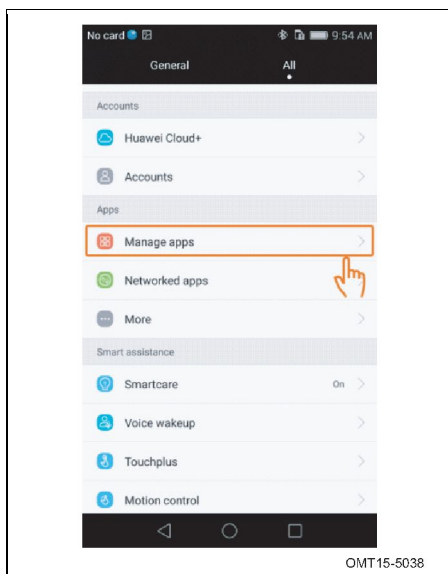 No card 9:54 AM
General All
Accounts
Huawei Cloud+
Accounts
Apps
Manage apps
Networked apps
More
Smart assistance
Smartcare On
Voice wakeup
Touchplus
Motion control
OMT15-5038